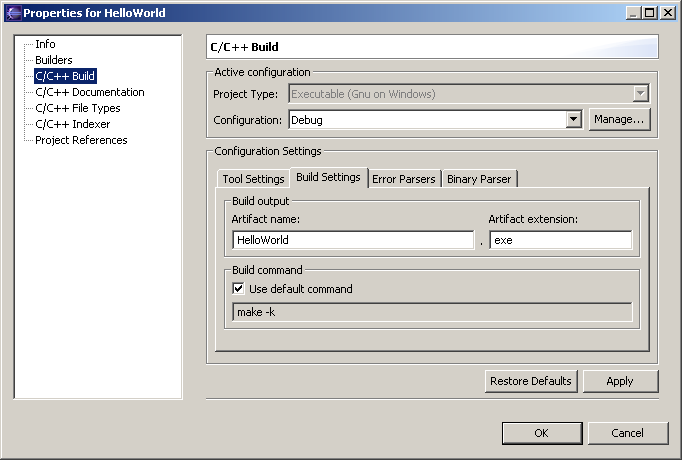 Properties for HelloWorld
Info
Builders
C/C++ Build
C/C++ Documentation
C/C++ File Types
C/C++ Indexer
Project References
C/C++ Build
Active configuration
Project Type: Executable (Gnu on Windows)
Configuration: Debug Manage...
Configuration Settings
Tool Settings Build Settings Error Parsers Binary Parser
Build output
Artifact name: Artifact extension:
HelloWorld . exe
Build command
Use default command
make -k
Restore Defaults Apply
OK Cancel